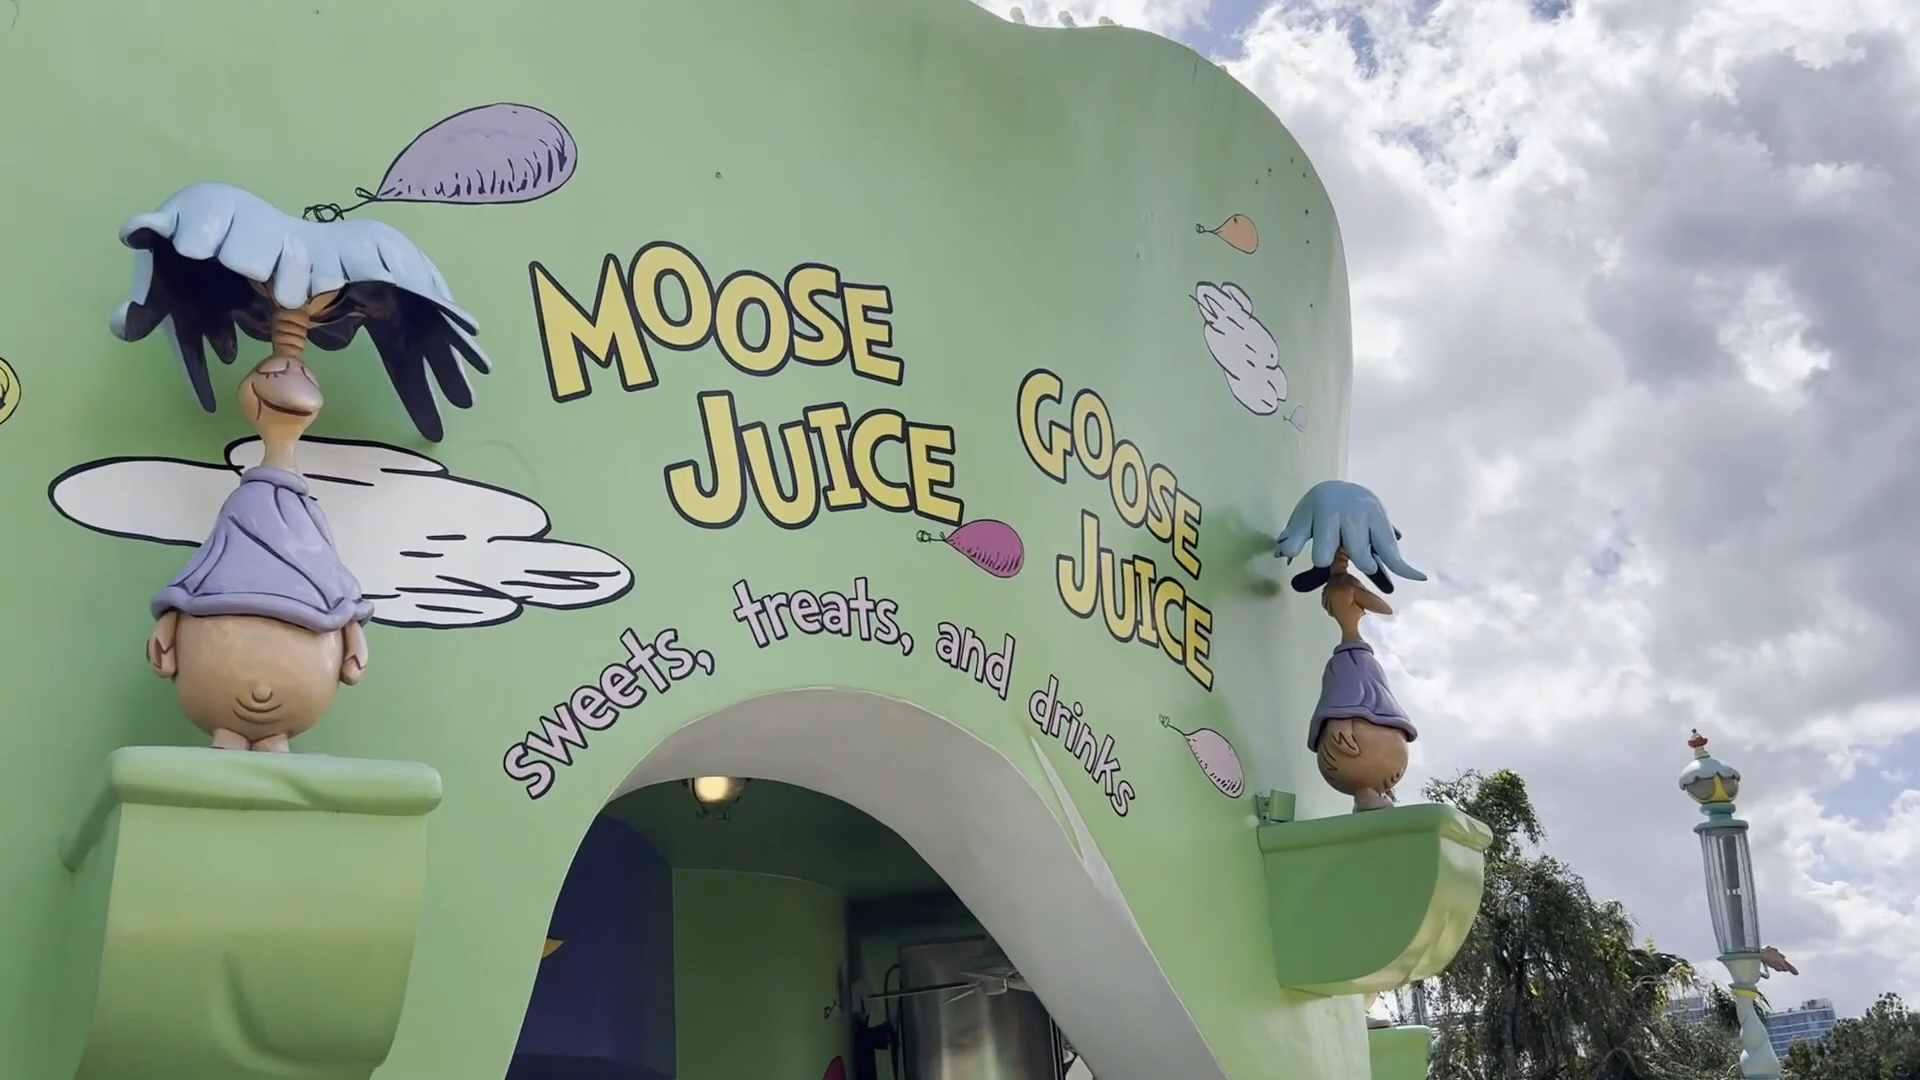 MOOSE
JUICE
GOOSE
JUICE
sweets, treats, and drinks